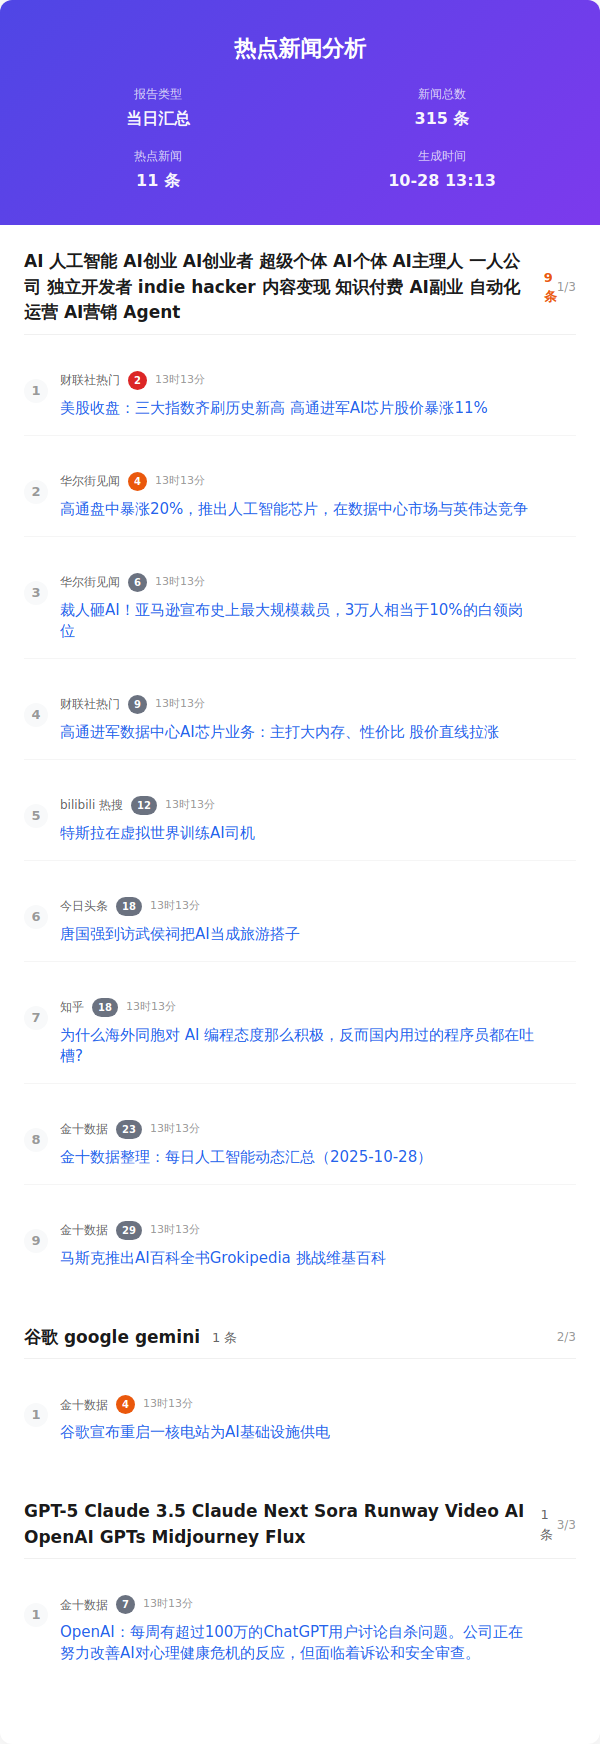 热点新闻分析
报告类型
当日汇总
新闻总数
315 条
热点新闻
11 条
生成时间
10-28 13:13
AI 人工智能 AI创业 AI创业者 超级个体 AI个体 AI主理人 一人公
司 独立开发者 indie hacker 内容变现 知识付费 AI副业 自动化
运营 AI营销 Agent
9
条
1/3
1
财联社热门 2 13时13分
美股收盘：三大指数齐刷历史新高 高通进军AI芯片股价暴涨11%
2
华尔街见闻 4 13时13分
高通盘中暴涨20%，推出人工智能芯片，在数据中心市场与英伟达竞争
3
华尔街见闻 6 13时13分
裁人砸AI！亚马逊宣布史上最大规模裁员，3万人相当于10%的白领岗
位
4
财联社热门 9 13时13分
高通进军数据中心AI芯片业务：主打大内存、性价比 股价直线拉涨
5
bilibili 热搜 12 13时13分
特斯拉在虚拟世界训练AI司机
6
今日头条 18 13时13分
唐国强到访武侯祠把AI当成旅游搭子
7
知乎 18 13时13分
为什么海外同胞对 AI 编程态度那么积极，反而国内用过的程序员都在吐
槽?
8
金十数据 23 13时13分
金十数据整理：每日人工智能动态汇总（2025-10-28）
9
金十数据 29 13时13分
马斯克推出AI百科全书Grokipedia 挑战维基百科
谷歌 google gemini 1 条 2/3
1
金十数据 4 13时13分
谷歌宣布重启一核电站为AI基础设施供电
GPT-5 Claude 3.5 Claude Next Sora Runway Video AI
OpenAI GPTs Midjourney Flux
1
条
3/3
1
金十数据 7 13时13分
OpenAI：每周有超过100万的ChatGPT用户讨论自杀问题。公司正在
努力改善AI对心理健康危机的反应，但面临着诉讼和安全审查。